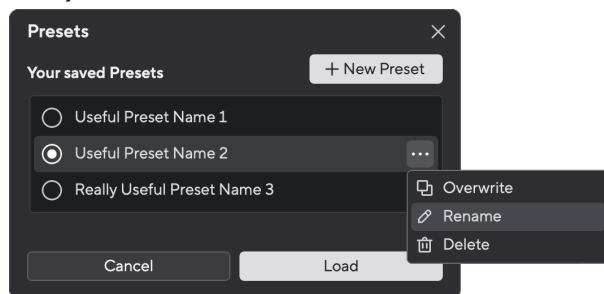 Presets
Your saved Presets
+ New Preset
Useful Preset Name 1
Useful Preset Name 2
Really Useful Preset Name 3
Overwrite
Rename
Delete
Cancel
Load